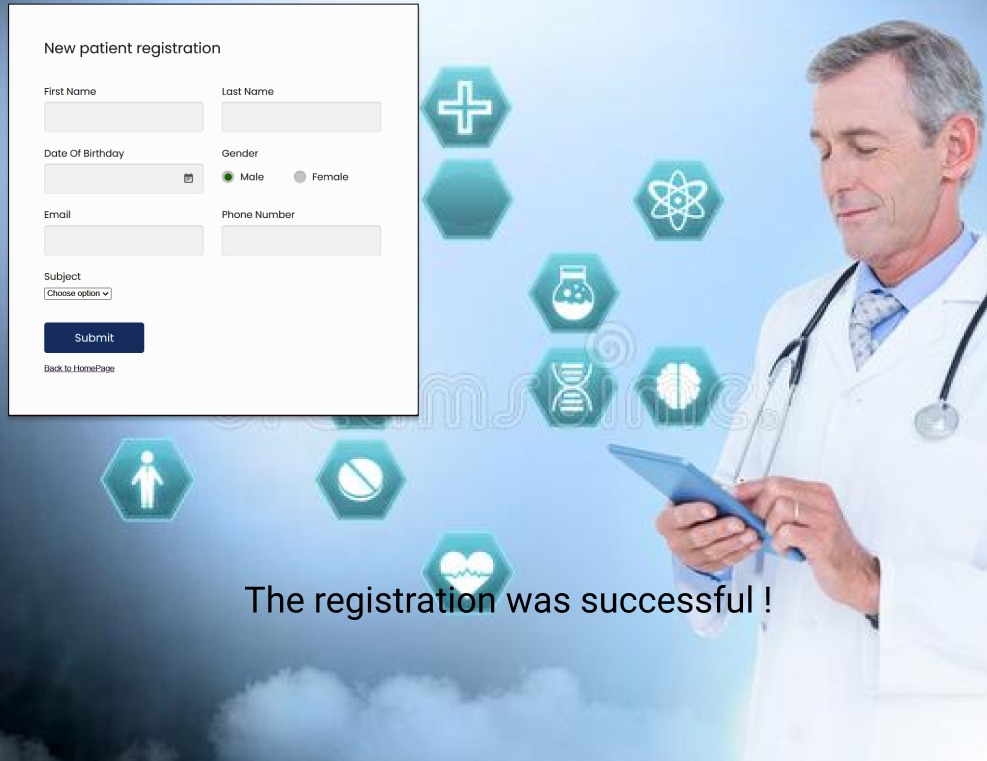 New patient registration
First Name Last Name
Date Of Birthday Gender
Male Female
Email Phone Number
Subject
Choose option
Submit
Back to HomePage
The registration was successful !